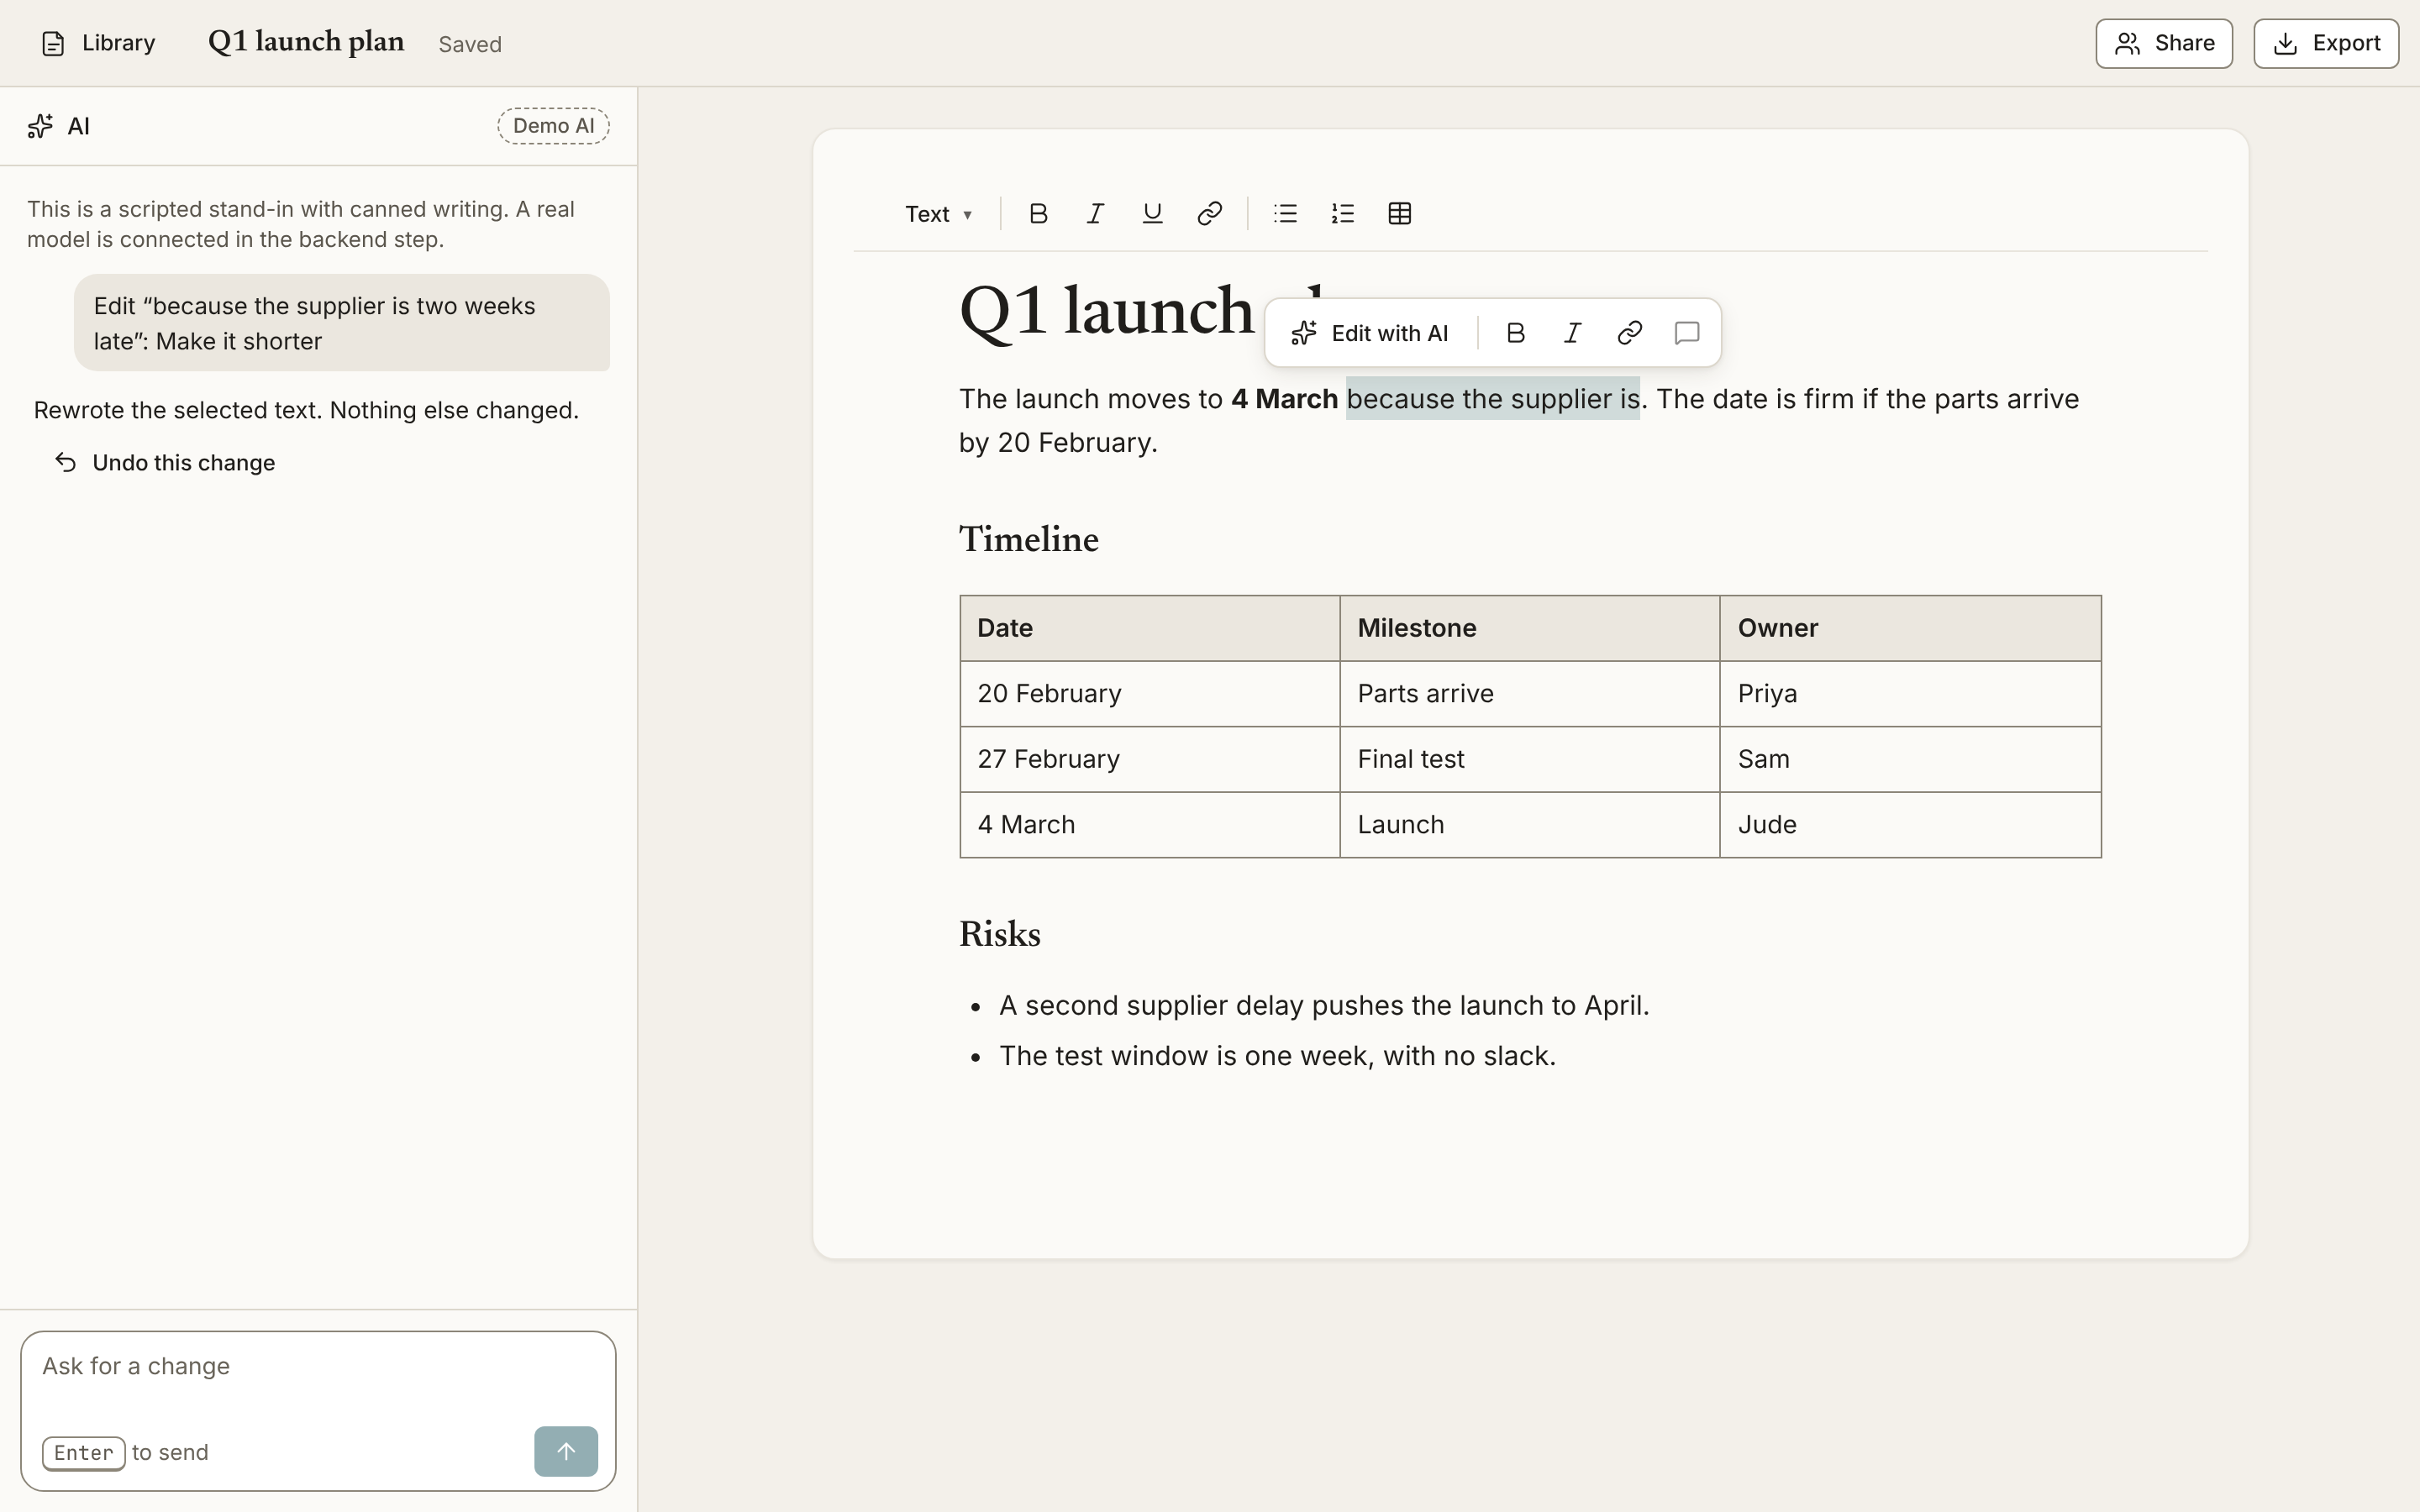 Library
Q1 launch plan
Saved
Share
Export
AI
Demo AI
This is a scripted stand-in with canned writing. A real
model is connected in the backend step.
Edit “because the supplier is two weeks
late”: Make it shorter
Rewrote the selected text. Nothing else changed.
Undo this change
Ask for a change
Enter to send
Text
Q1 launch
Edit with AI
The launch moves to 4 March because the supplier is. The date is firm if the parts arrive
by 20 February.
Timeline
Date Milestone Owner
20 February Parts arrive Priya
27 February Final test Sam
4 March Launch Jude
Risks
• A second supplier delay pushes the launch to April.
• The test window is one week, with no slack.